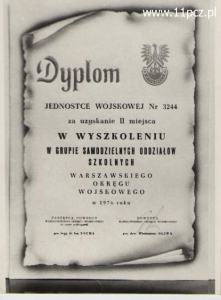 www.11pcz.pl
Dyplom
JEDNOSTCE WOJSKOWEJ Nr 3244
za uzyskanie II miejsca
W WYSZKOLENIU
W GRUPIE SAMODZIELNYCH ODDZIAŁÓW
SZKOLNYCH
WARSZAWSKIEGO
OKRĘGU
WOJSKOWEGO
w 1976 roku